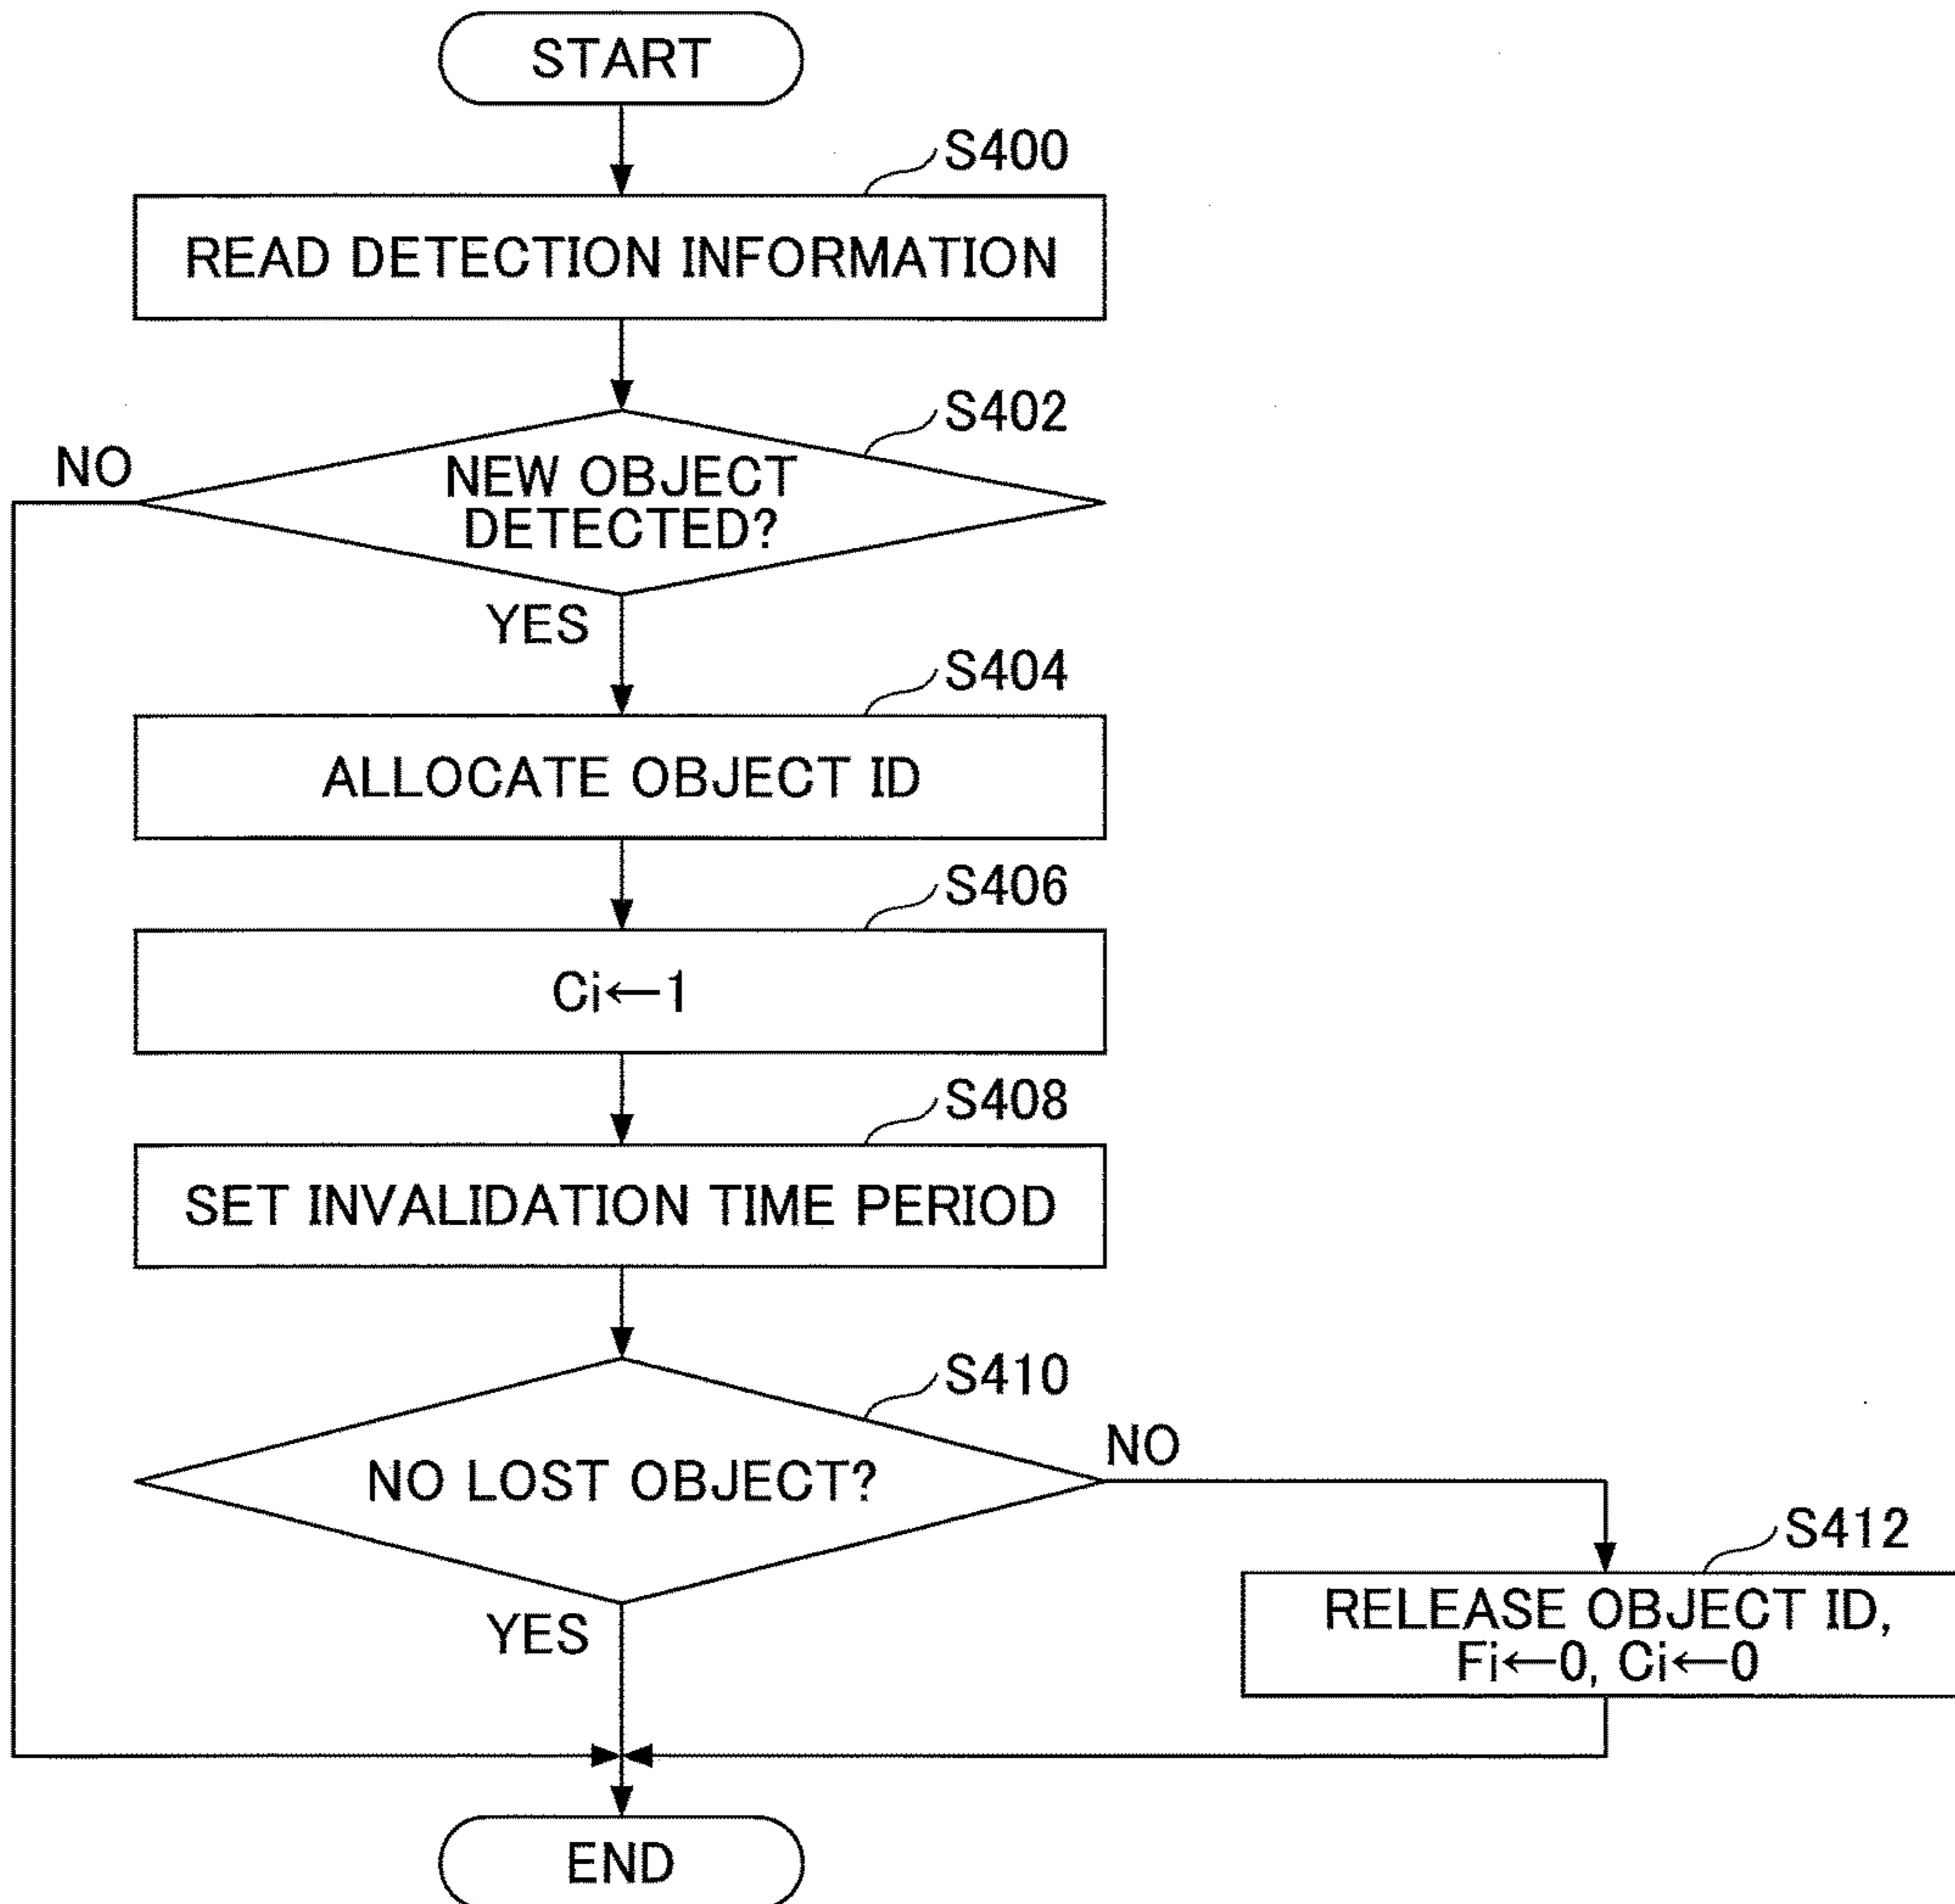 START
S400
READ DETECTION INFORMATION
S402
NO
NEW OBJECT
DETECTED?
YES
S404
ALLOCATE OBJECT ID
S406
Ci←1
S408
SET INVALIDATION TIME PERIOD
S410
NO LOST OBJECT?
NO
YES
S412
RELEASE OBJECT ID,
Fi←0, Ci←0
END